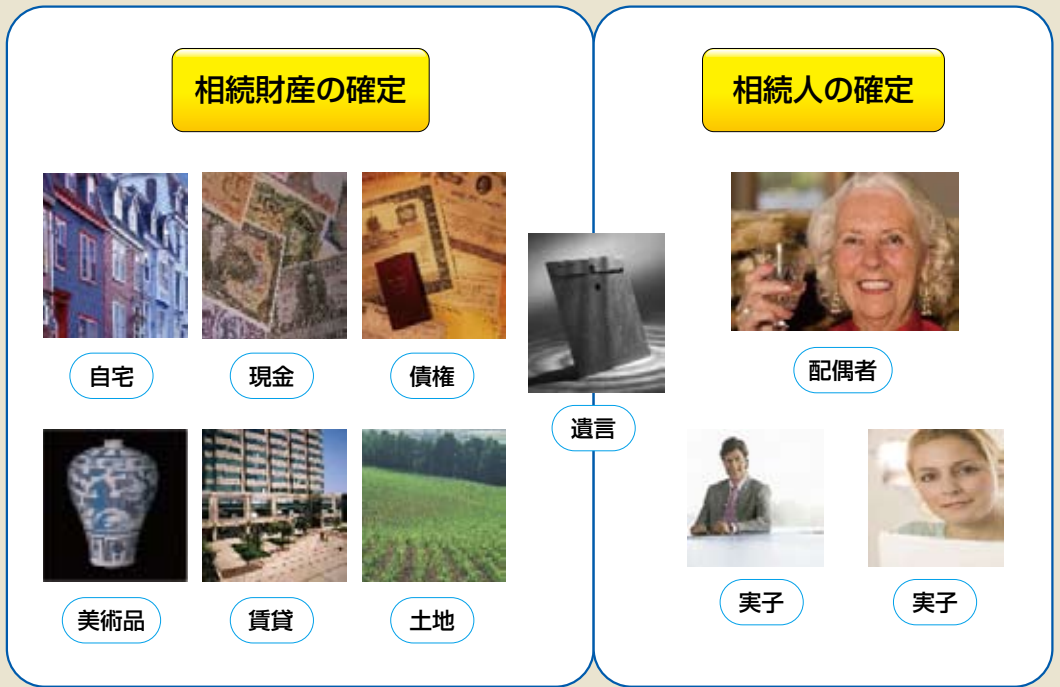 相続財産の確定
相続人の確定
自宅
現金
債権
遺言
配偶者
美術品
賃貸
土地
実子
実子